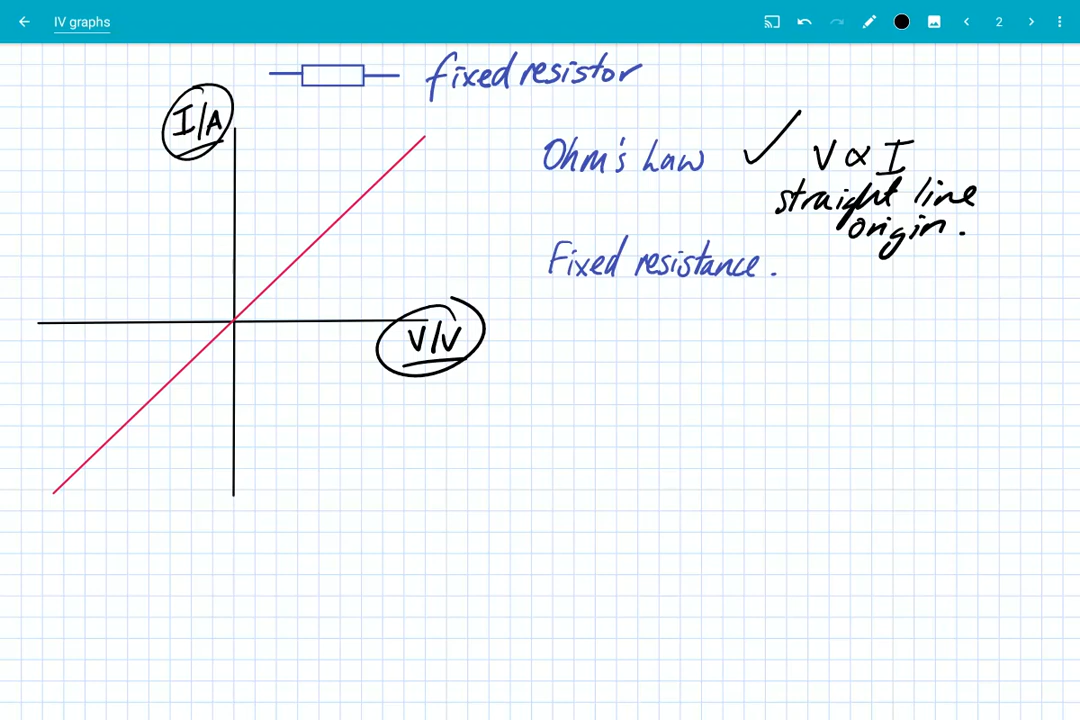 IV graphs
2
fixed resistor
I/A
Ohm's Law ✓ V ∝ I
straight line
origin.
Fixed resistance.
V/V